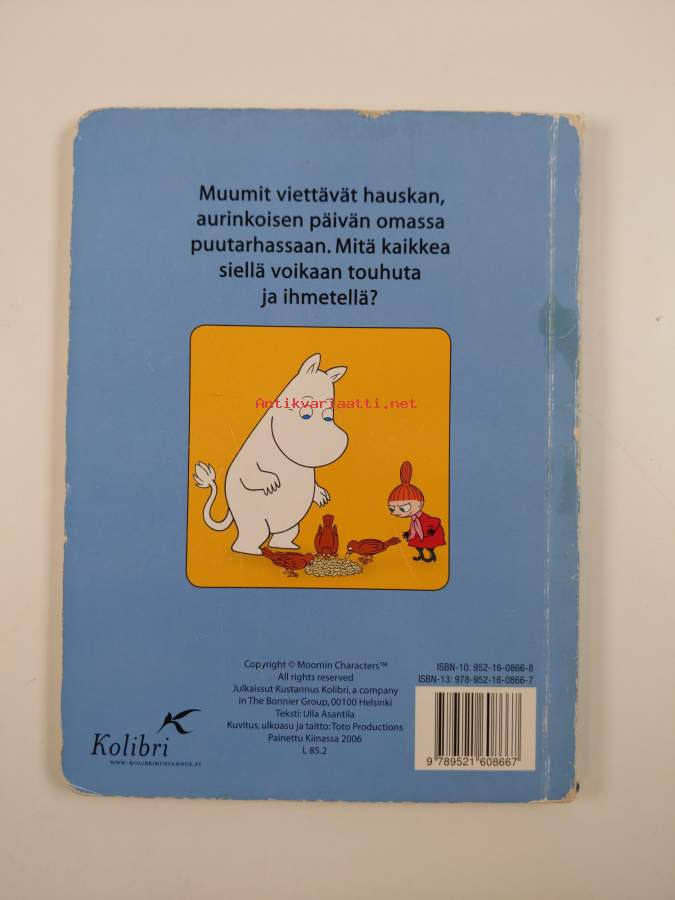 Muumit viettävät hauskan,
aurinkoisen päivän omassa
puutarhassaan. Mitä kaikkea
siellä voikaan touhuta
ja ihmetellä?
Antikvariaatti.net
Copyright © Moomin Characters™
All rights reserved
Julkaissut Kustannus Kolibri, a company
in The Bonnier Group, 00100 Helsinki
Teksti: Ulla Asantila
Kuvitus, ulkoasu ja taitto: Toto Productions
Painettu Kiinassa 2006
L 85.2
Kolibri
WWW.KOLIBRIKUSTANNUS.FI
ISBN-10: 952-16-0866-8
ISBN-13: 978-952-16-0866-7
9 789521 608667